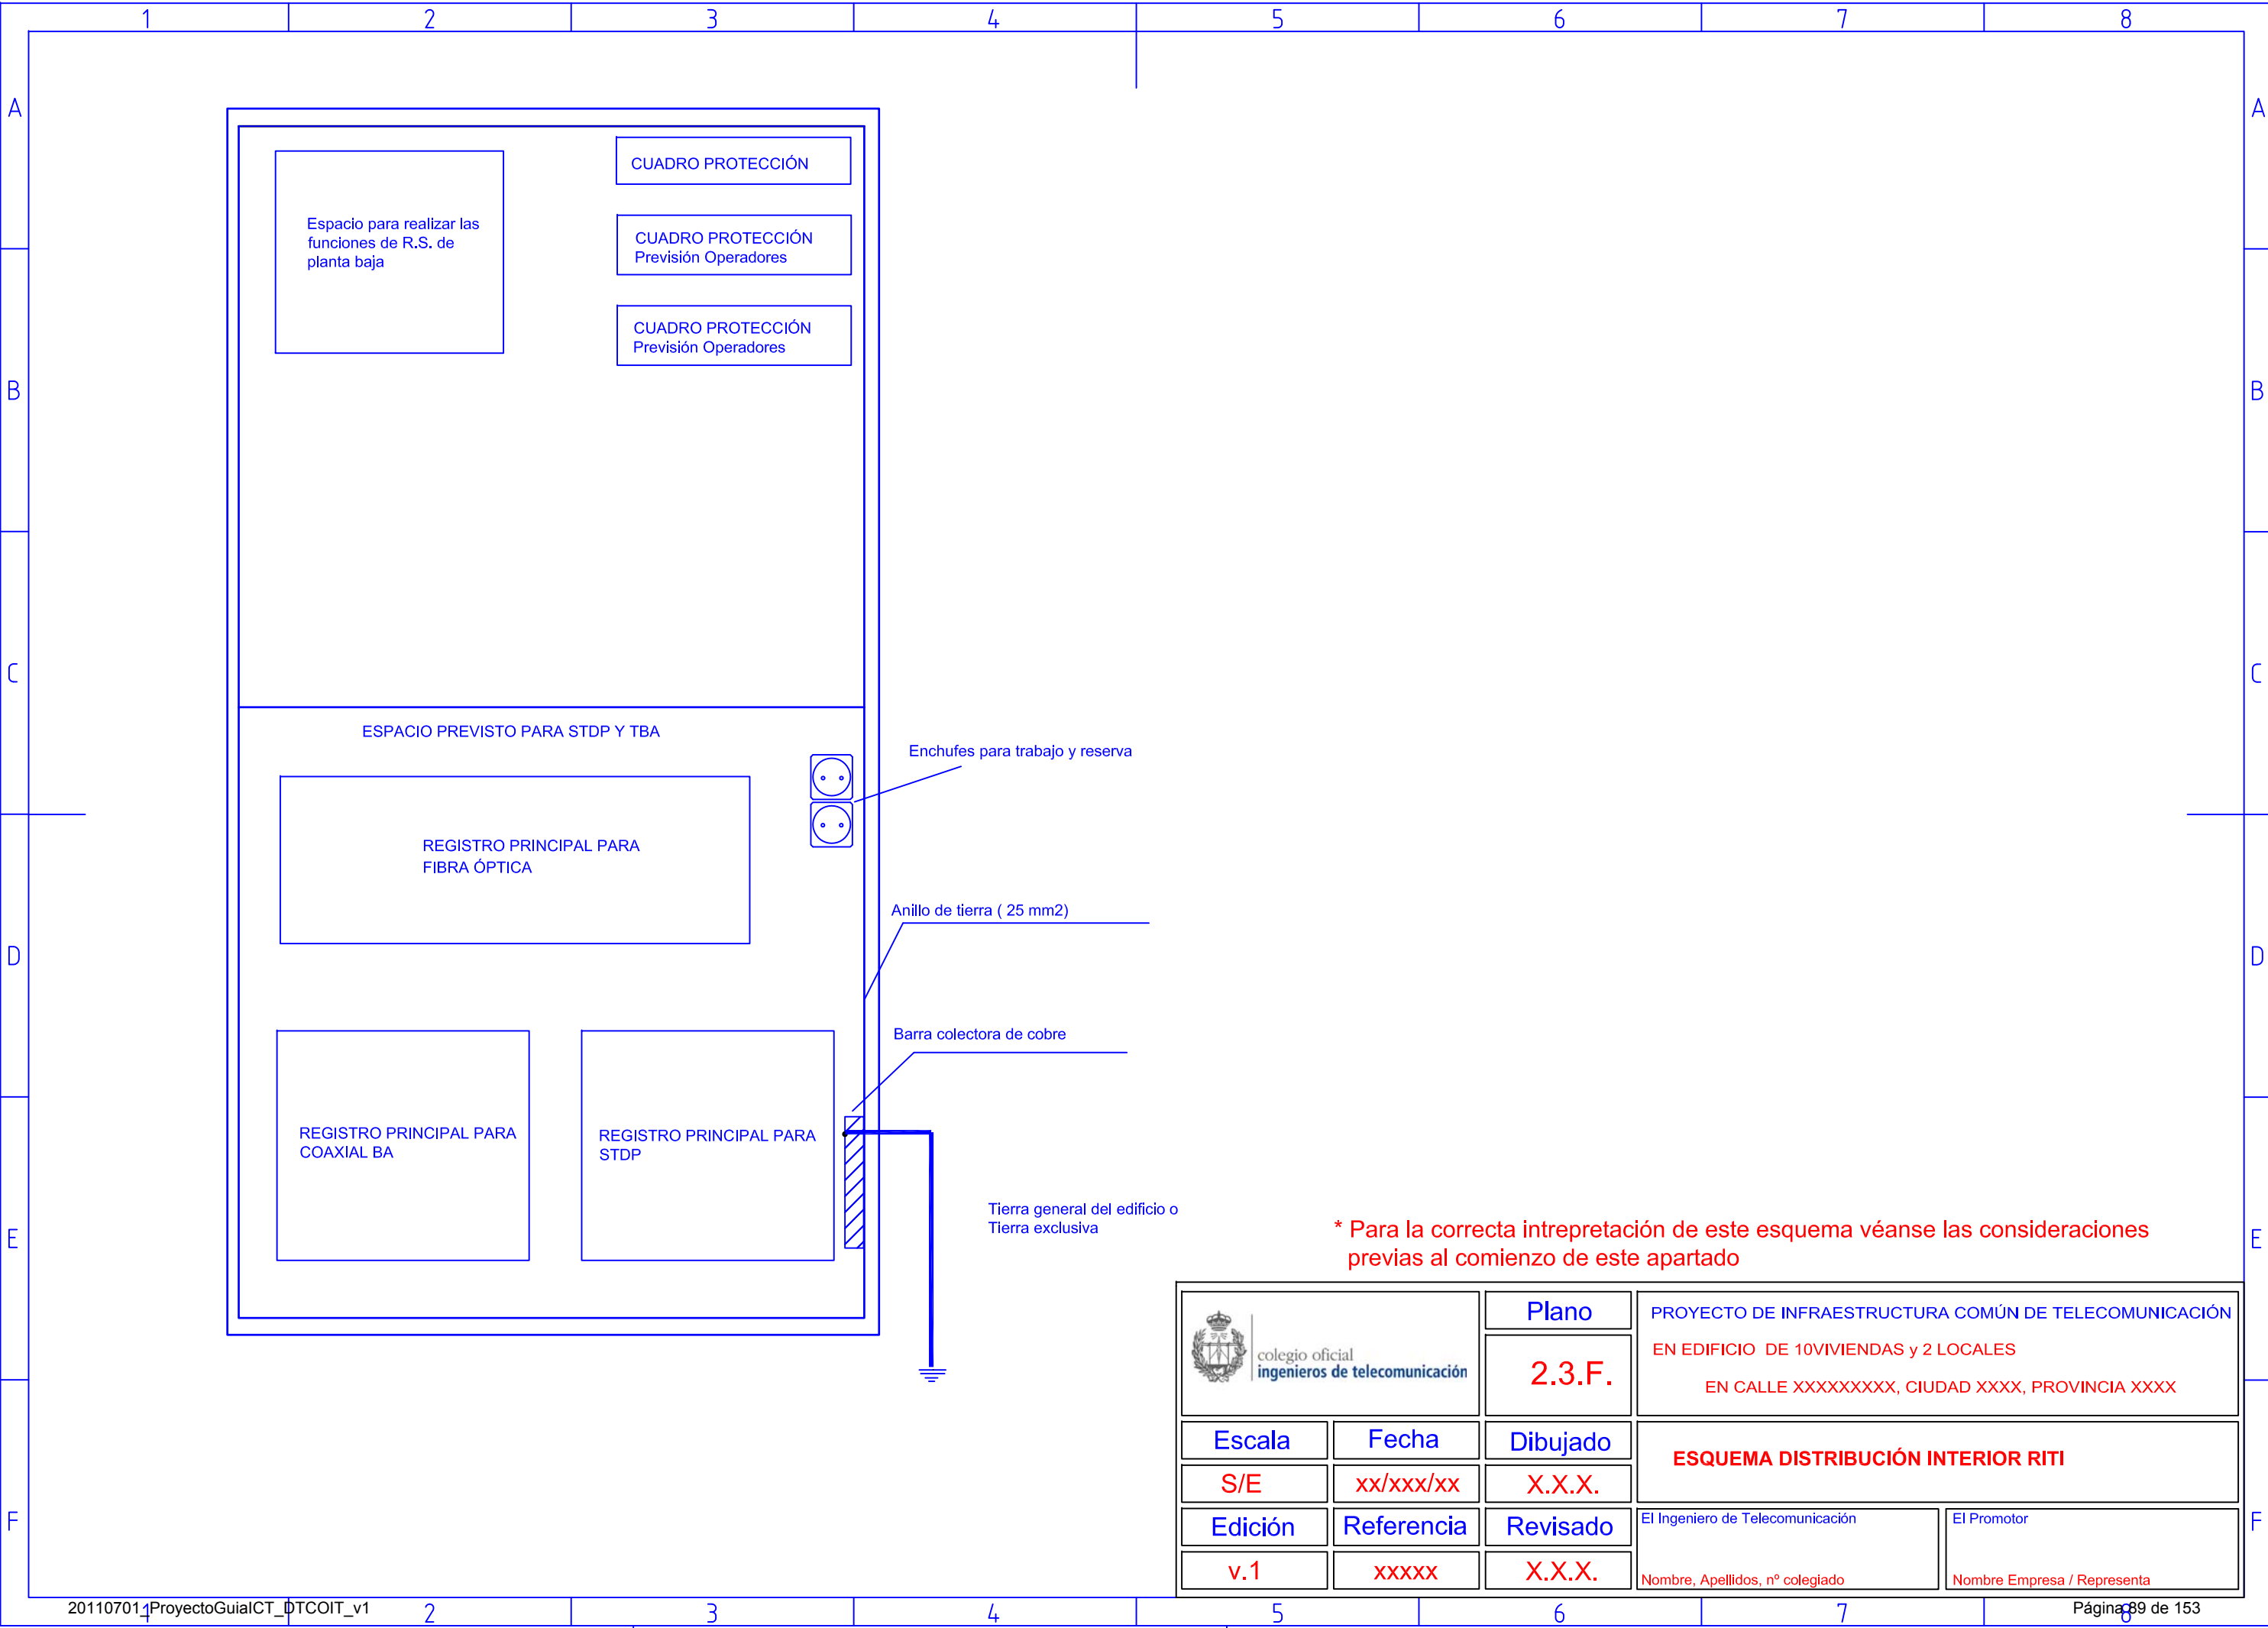 1 2 3 4 5 6 7 8
A A
B B
C C
D D
E E
F F
CUADRO PROTECCIÓN
Espacio para realizar las
funciones de R.S. de
planta baja
CUADRO PROTECCIÓN
Previsión Operadores
CUADRO PROTECCIÓN
Previsión Operadores
ESPACIO PREVISTO PARA STDP Y TBA
Enchufes para trabajo y reserva
REGISTRO PRINCIPAL PARA
FIBRA ÓPTICA
Anillo de tierra ( 25 mm2)
Barra colectora de cobre
REGISTRO PRINCIPAL PARA
COAXIAL BA
REGISTRO PRINCIPAL PARA
STDP
Tierra general del edificio o
Tierra exclusiva
* Para la correcta intrepretación de este esquema véanse las consideraciones
previas al comienzo de este apartado
colegio oficial
ingenieros de telecomunicación
Plano
2.3.F.
PROYECTO DE INFRAESTRUCTURA COMÚN DE TELECOMUNICACIÓN
EN EDIFICIO DE 10VIVIENDAS y 2 LOCALES
EN CALLE XXXXXXXXX, CIUDAD XXXX, PROVINCIA XXXX
Escala Fecha Dibujado
S/E xx/xxx/xx X.X.X.
ESQUEMA DISTRIBUCIÓN INTERIOR RITI
Edición Referencia Revisado
v.1 xxxxx X.X.X.
El Ingeniero de Telecomunicación
Nombre, Apellidos, nº colegiado
El Promotor
Nombre Empresa / Representa
20110701_ProyectoGuiaICT_DTCOIT_v1
Página 89 de 153
1 2 3 4 5 6 7 8